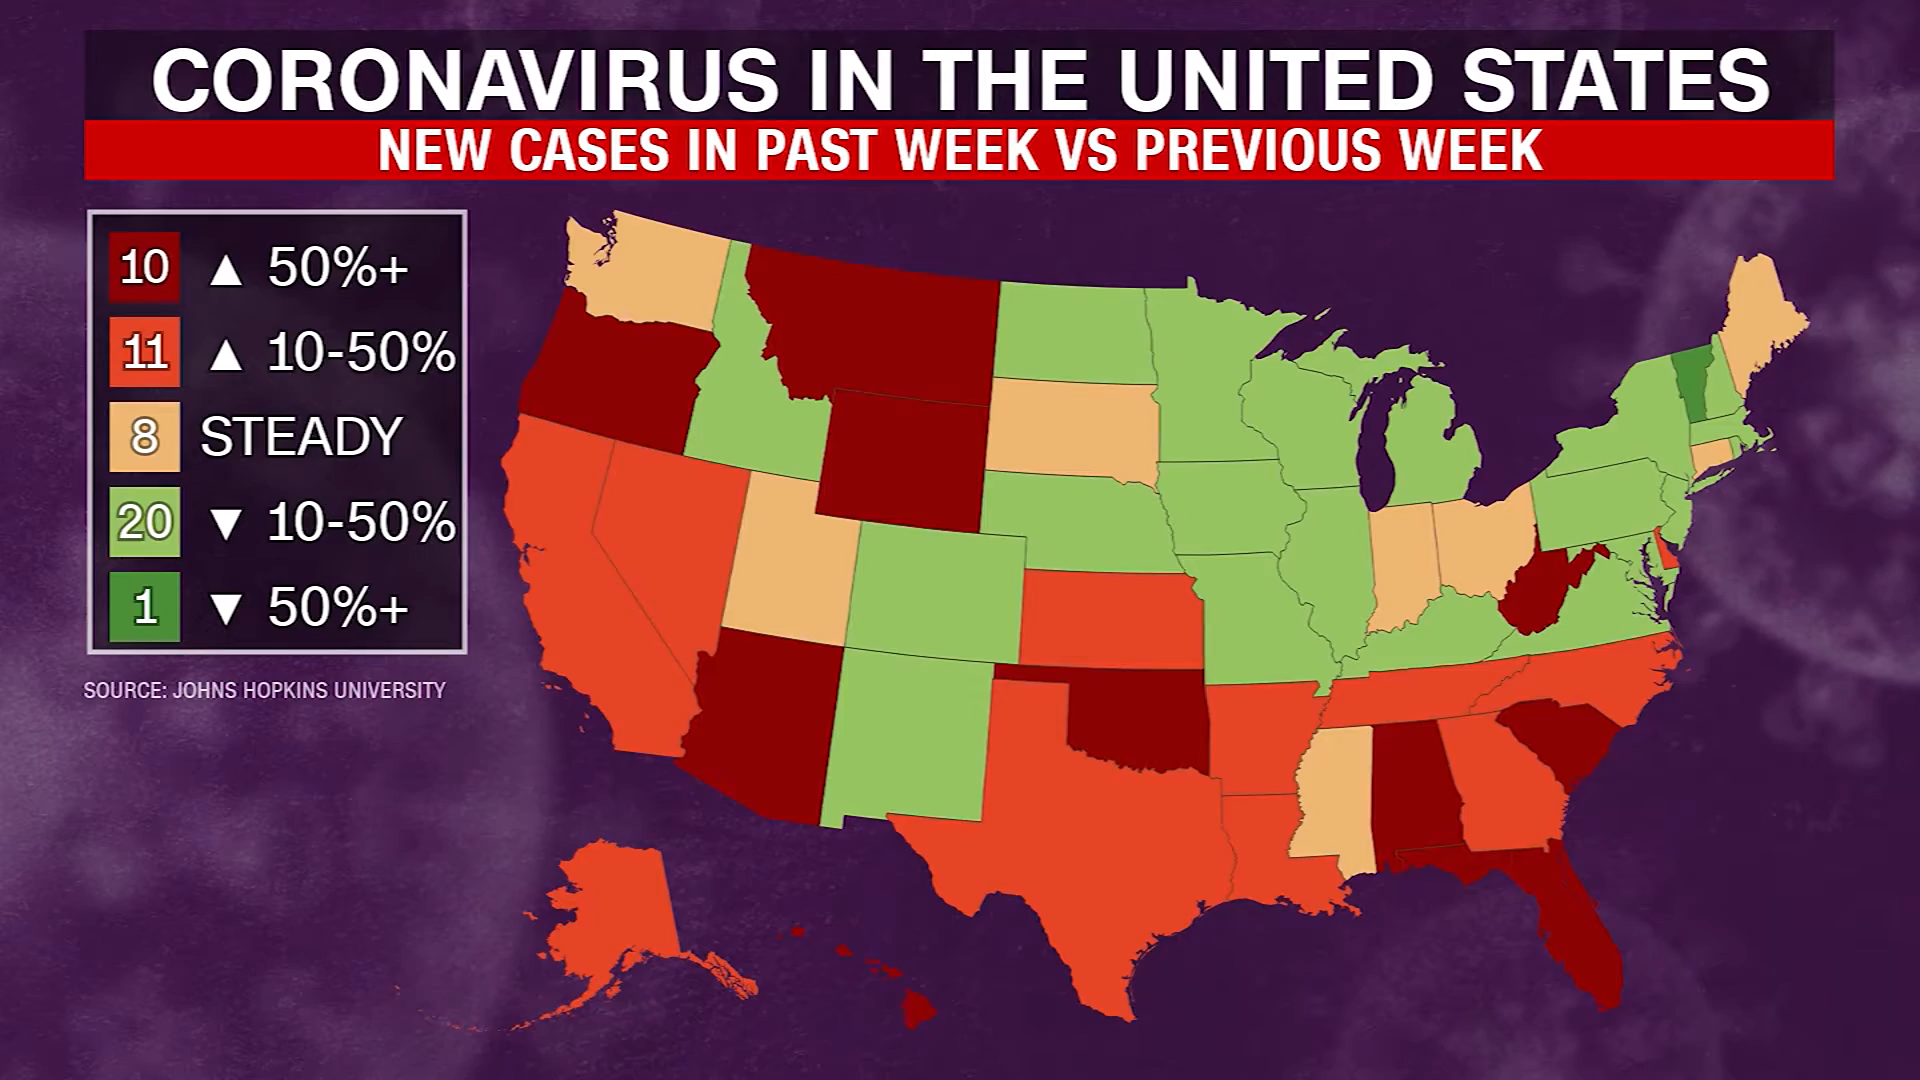 CORONAVIRUS IN THE UNITED STATES
NEW CASES IN PAST WEEK VS PREVIOUS WEEK
10 ▲ 50%+
11 ▲ 10-50%
8 STEADY
20 ▼ 10-50%
1 ▼ 50%+
SOURCE: JOHNS HOPKINS UNIVERSITY